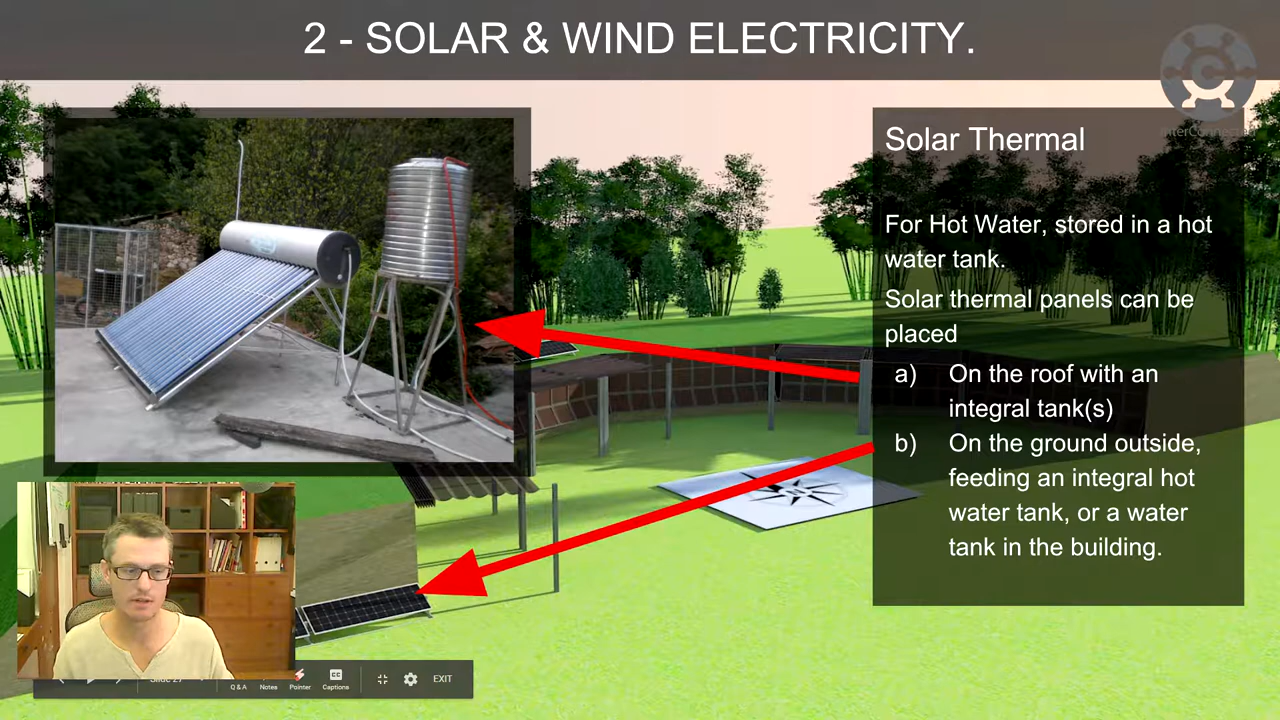 2 - SOLAR & WIND ELECTRICITY.
Solar Thermal
For Hot Water, stored in a hot
water tank.
Solar thermal panels can be
placed
a) On the roof with an
integral tank(s)
b) On the ground outside,
feeding an integral hot
water tank, or a water
tank in the building.
Q & A Notes Pointer Captions EXIT